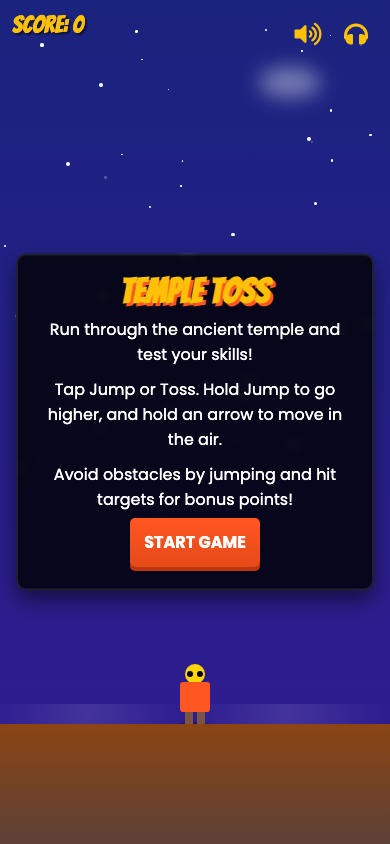 SCORE: 0
TEMPLE TOSS
Run through the ancient temple and
test your skills!
Tap Jump or Toss. Hold Jump to go
higher, and hold an arrow to move in
the air.
Avoid obstacles by jumping and hit
targets for bonus points!
START GAME